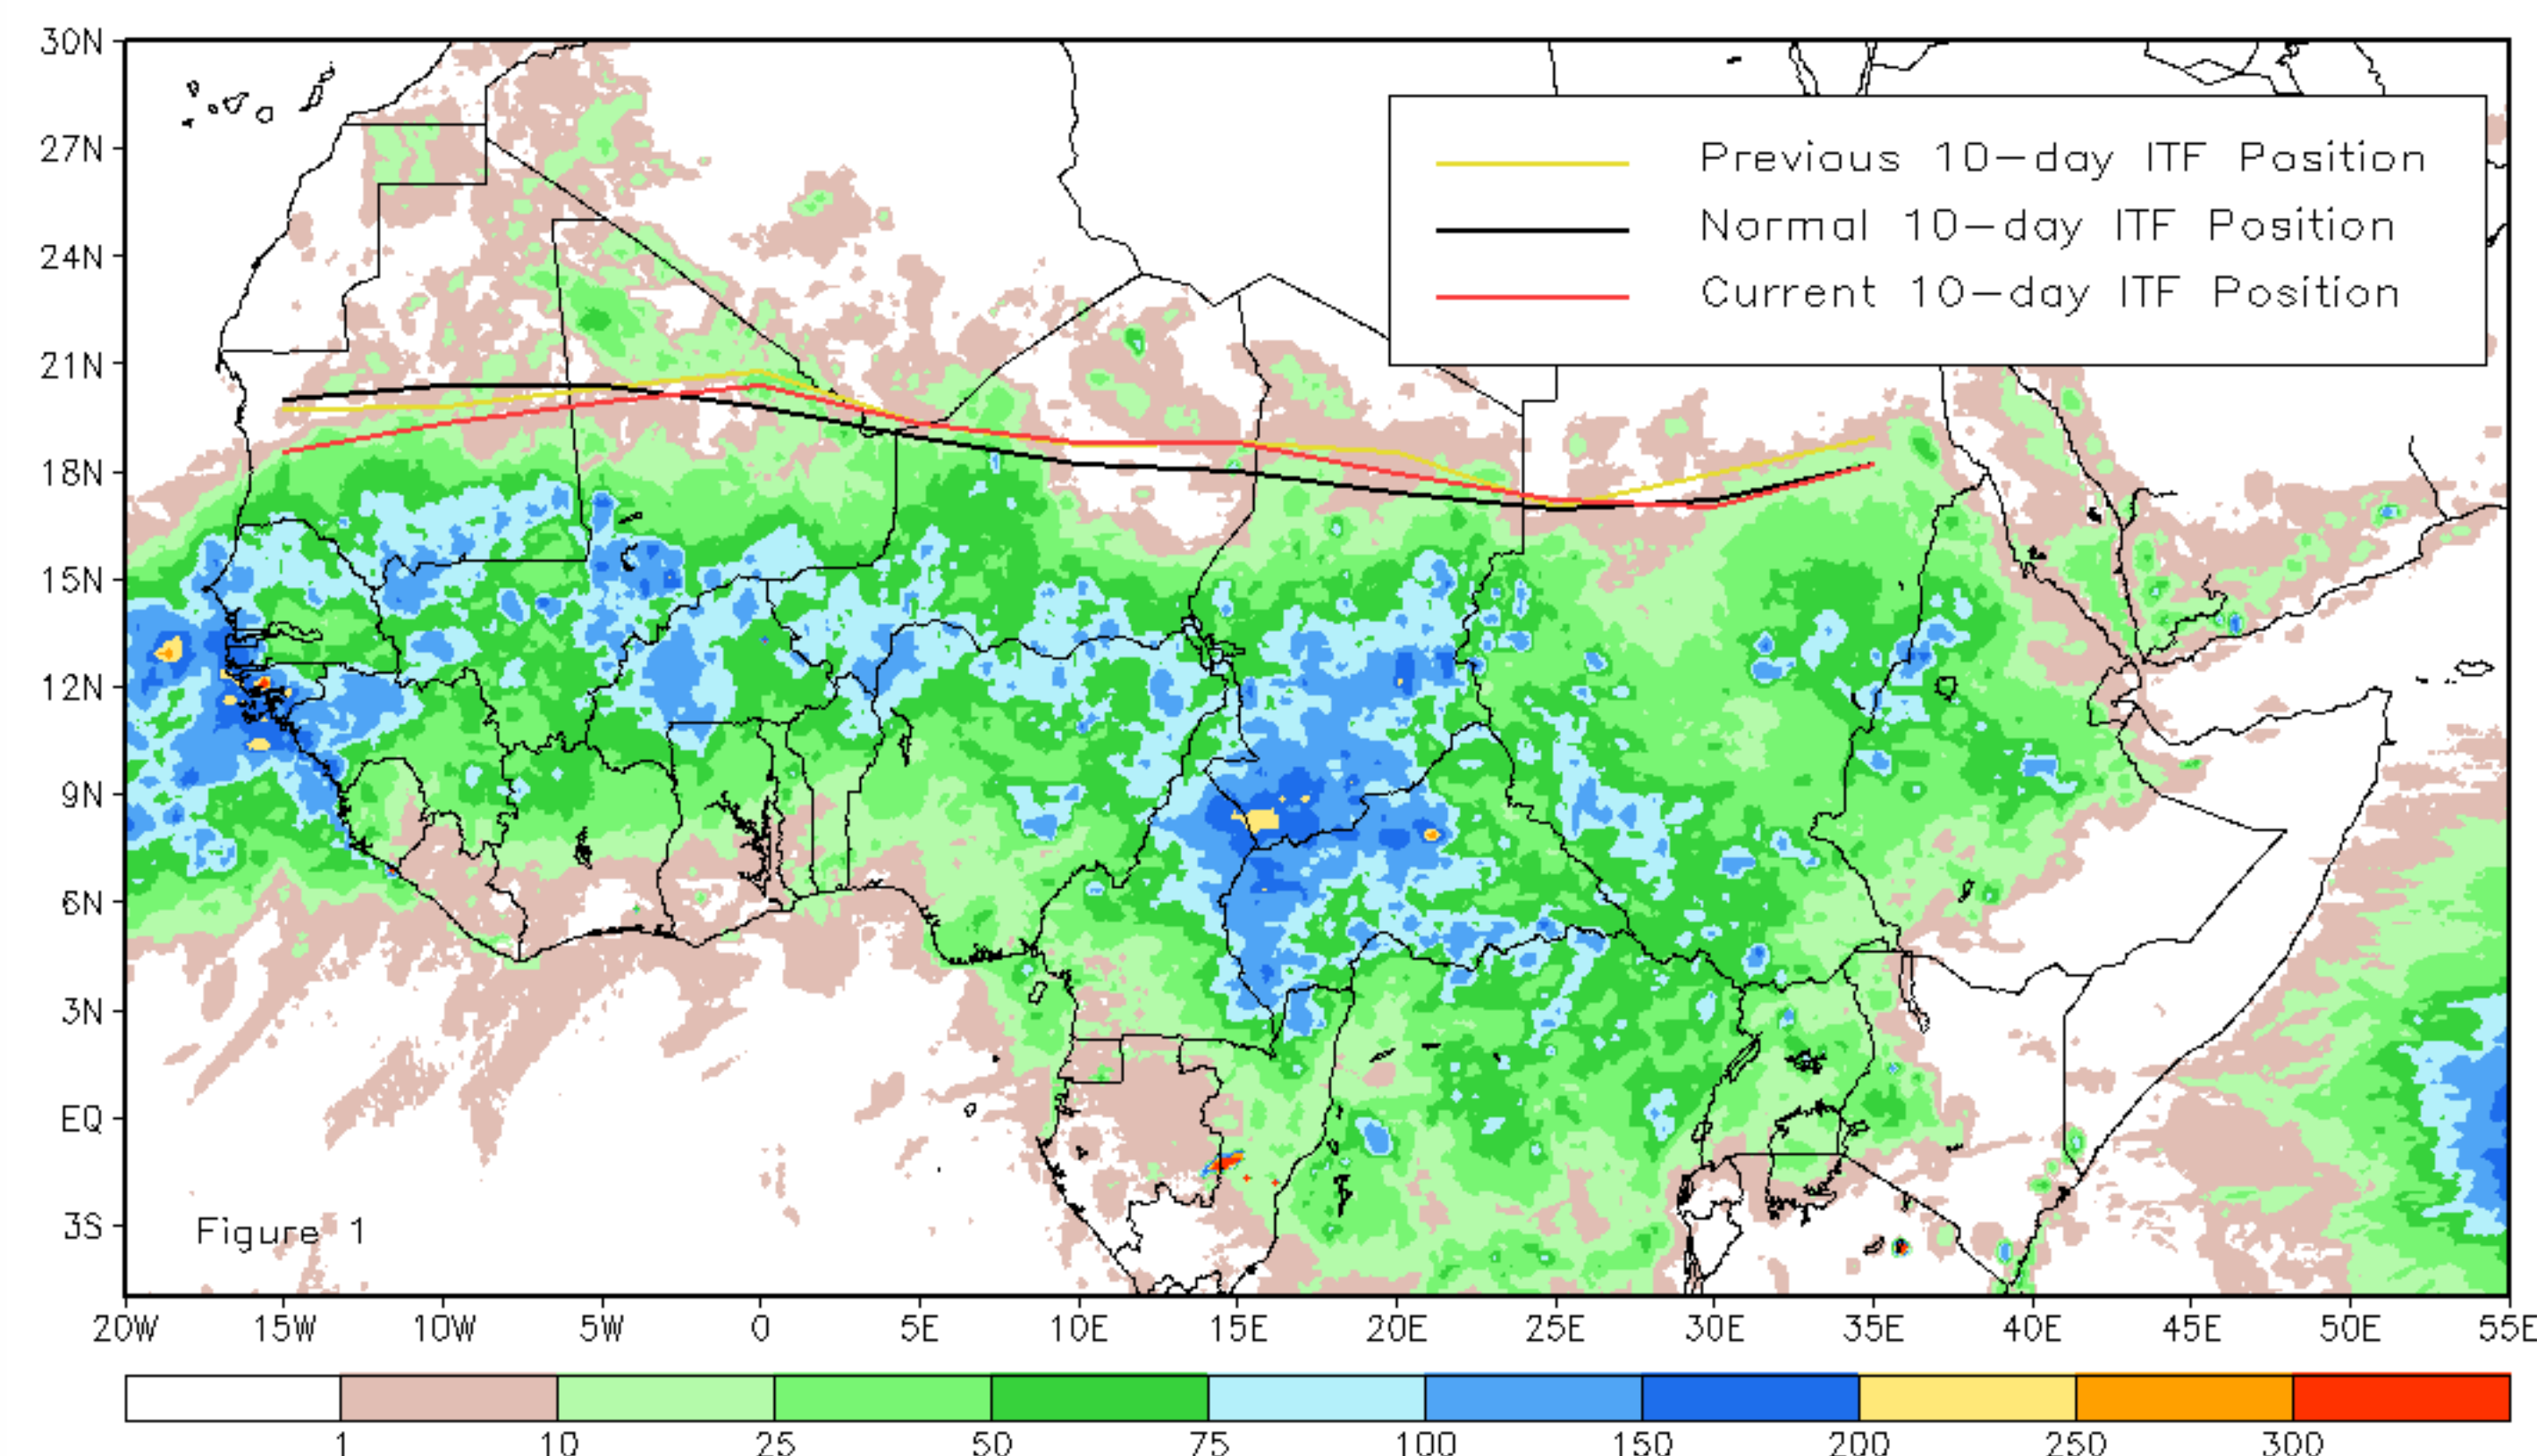 30N
27N
24N
21N
18N
15N
12N
9N
6N
3N
EQ
3S
Previous 10-day ITF Position
Normal 10-day ITF Position
Current 10-day ITF Position
Figure 1
20W 15W 10W 5W 0 5E 10E 15E 20E 25E 30E 35E 40E 45E 50E 55E
1 10 25 50 75 100 150 200 250 300